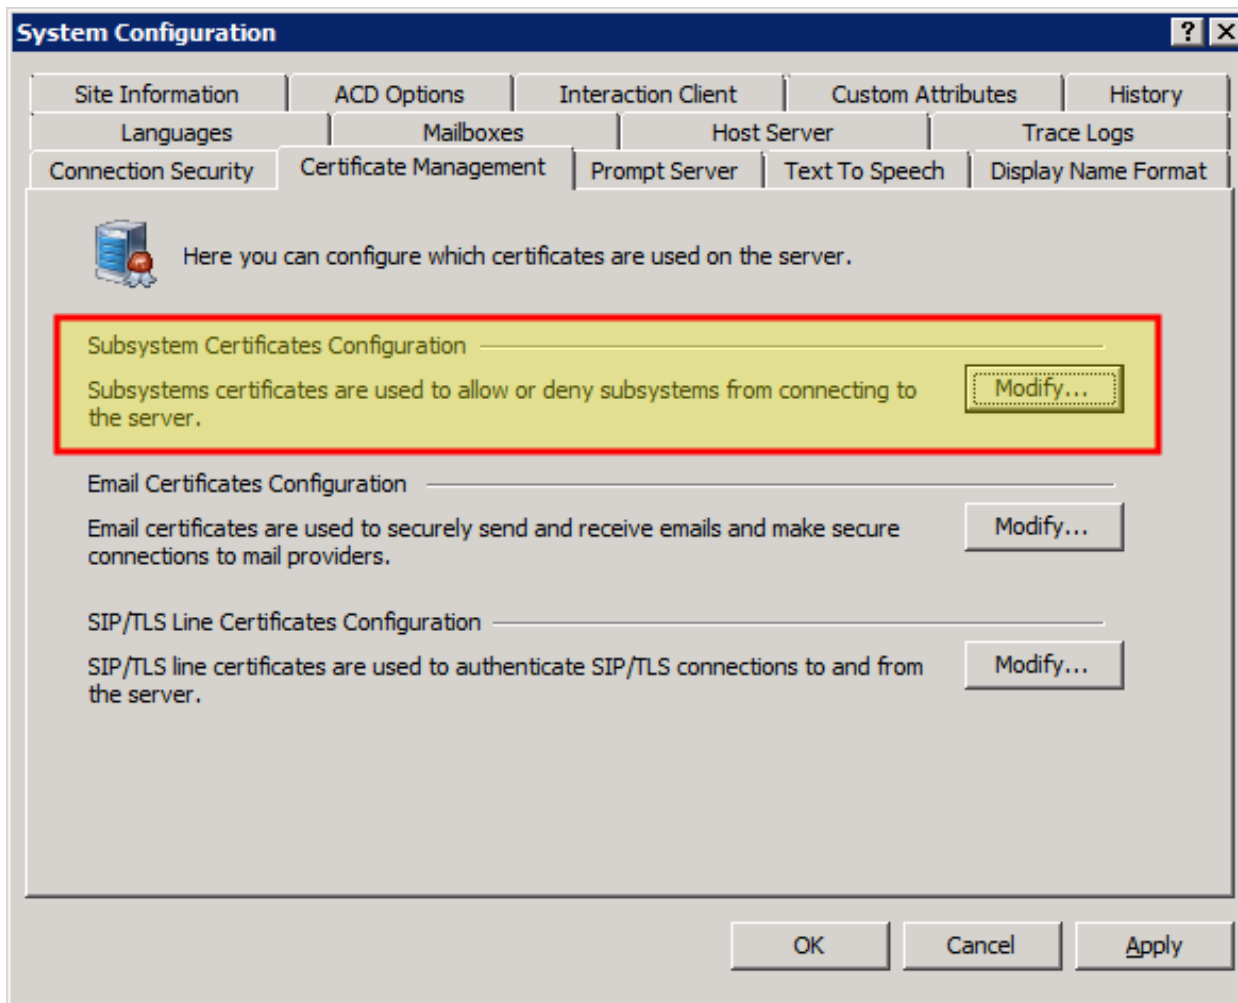 System Configuration
? X
Site Information ACD Options Interaction Client Custom Attributes History
Languages Mailboxes Host Server Trace Logs
Connection Security Certificate Management Prompt Server Text To Speech Display Name Format
Here you can configure which certificates are used on the server.
Subsystem Certificates Configuration
Subsystems certificates are used to allow or deny subsystems from connecting to
the server.
Modify...
Email Certificates Configuration
Email certificates are used to securely send and receive emails and make secure
connections to mail providers.
Modify...
SIP/TLS Line Certificates Configuration
SIP/TLS line certificates are used to authenticate SIP/TLS connections to and from
the server.
Modify...
OK Cancel Apply